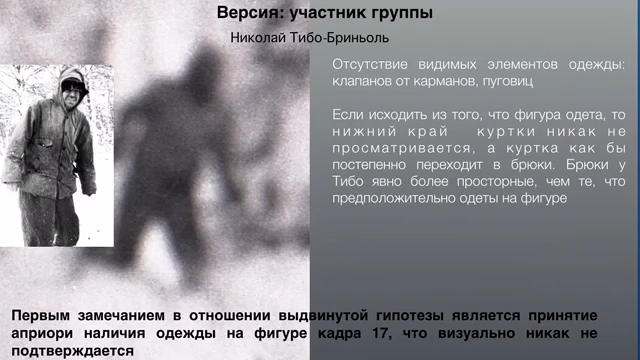 Версия: участник группы
Николай Тибо-Бриньоль
Отсутствие видимых элементов одежды:
клапанов от карманов, пуговиц
Если исходить из того, что фигура одета, то
нижний край куртки никак не
просматривается, а куртка как бы
постепенно переходит в брюки. Брюки у
Тибо явно более просторные, чем те, что
предположительно одеты на фигуре
Первым замечанием в отношении выдвинутой гипотезы является принятие
априори наличия одежды на фигуре кадра 17, что визуально никак не
подтверждается